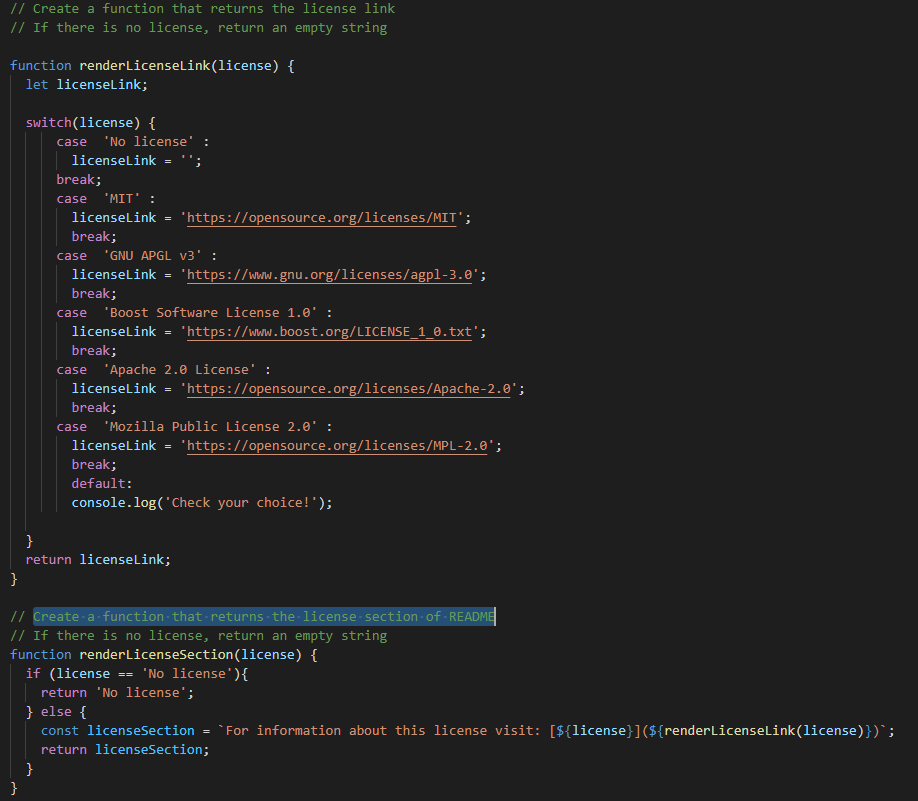 // Create a function that returns the license link
// If there is no license, return an empty string
function renderLicenseLink(license) {
let licenseLink;
switch(license) {
case  'No license' :
licenseLink = '';
break;
case  'MIT' :
licenseLink = 'https://opensource.org/licenses/MIT';
break;
case  'GNU APGL v3' :
licenseLink = 'https://www.gnu.org/licenses/agpl-3.0';
break;
case  'Boost Software License 1.0' :
licenseLink = 'https://www.boost.org/LICENSE_1_0.txt';
break;
case  'Apache 2.0 License' :
licenseLink = 'https://opensource.org/licenses/Apache-2.0';
break;
case  'Mozilla Public License 2.0' :
licenseLink = 'https://opensource.org/licenses/MPL-2.0';
break;
default:
console.log('Check your choice!');
}
return licenseLink;
}
// Create a function that returns the license section of README
// If there is no license, return an empty string
function renderLicenseSection(license) {
if (license == 'No license'){
return 'No license';
} else {
const licenseSection = `For information about this license visit: [${license}](${renderLicenseLink(license)})`;
return licenseSection;
}
}